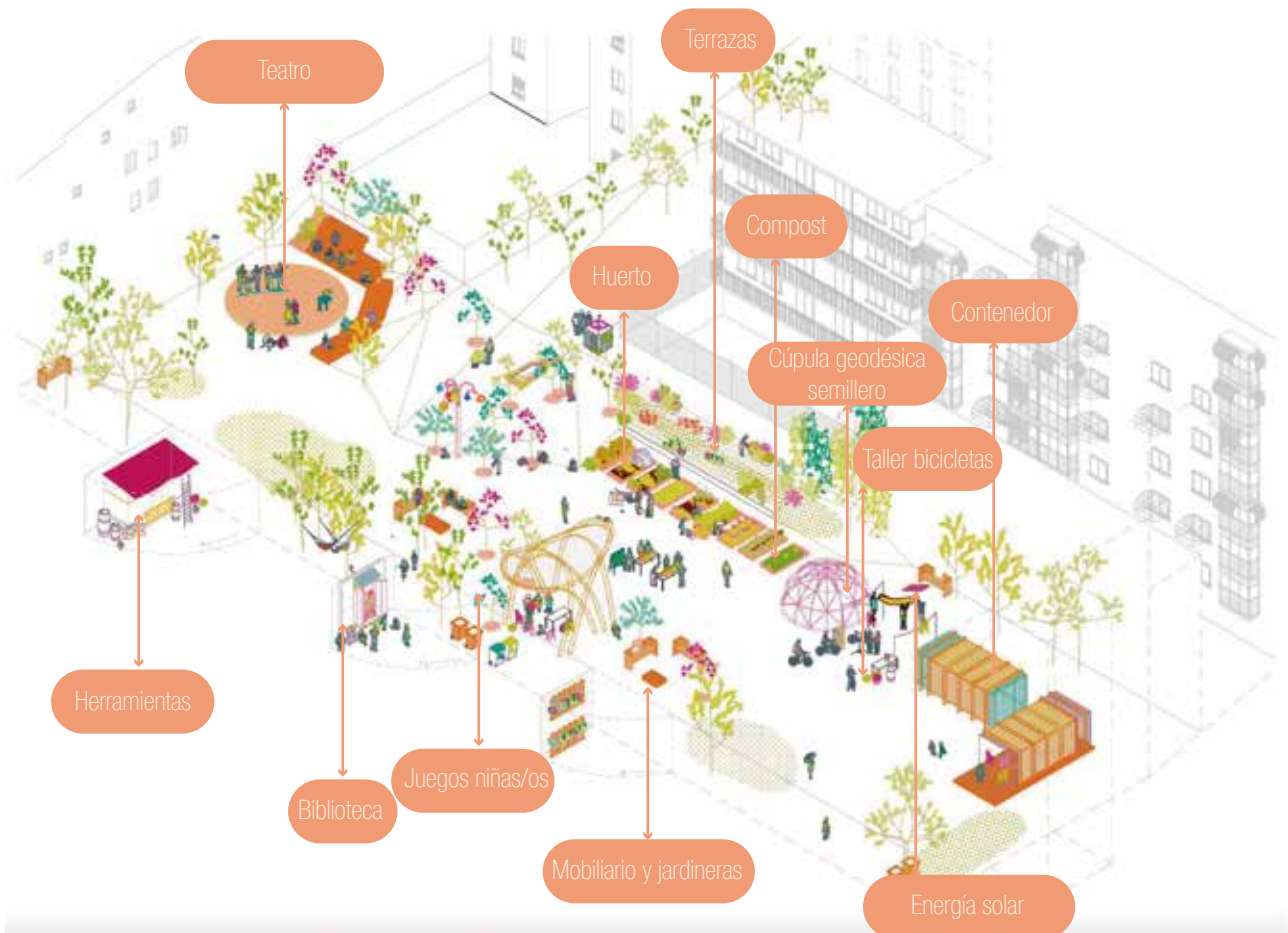 Terrazas
Teatro
Compost
Huerto
Contenedor
Cúpula geodésica
semillero
Taller bicicletas
Herramientas
Juegos niñas/os
Biblioteca
Mobiliario y jardineras
Energía solar